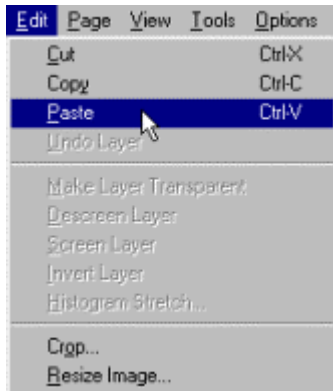 Edit Page View Tools Options
Cut Ctrl-X
Copy Ctrl-C
Paste Ctrl-V
Undo Layer
Make Layer Transparent
Descreen Layer
Screen Layer
Invert Layer
Histogram Stretch...
Crop...
Resize Image...